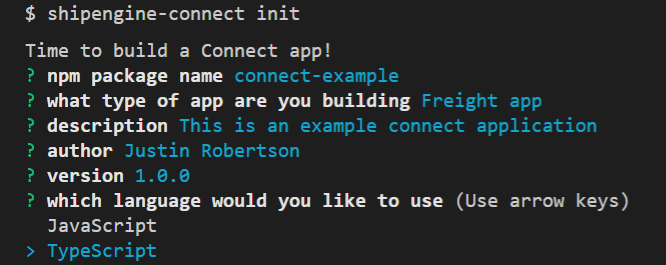 $ shipengine-connect init
Time to build a Connect app!
? npm package name connect-example
? what type of app are you building Freight app
? description This is an example connect application
? author Justin Robertson
? version 1.0.0
? which language would you like to use (Use arrow keys)
JavaScript
> TypeScript